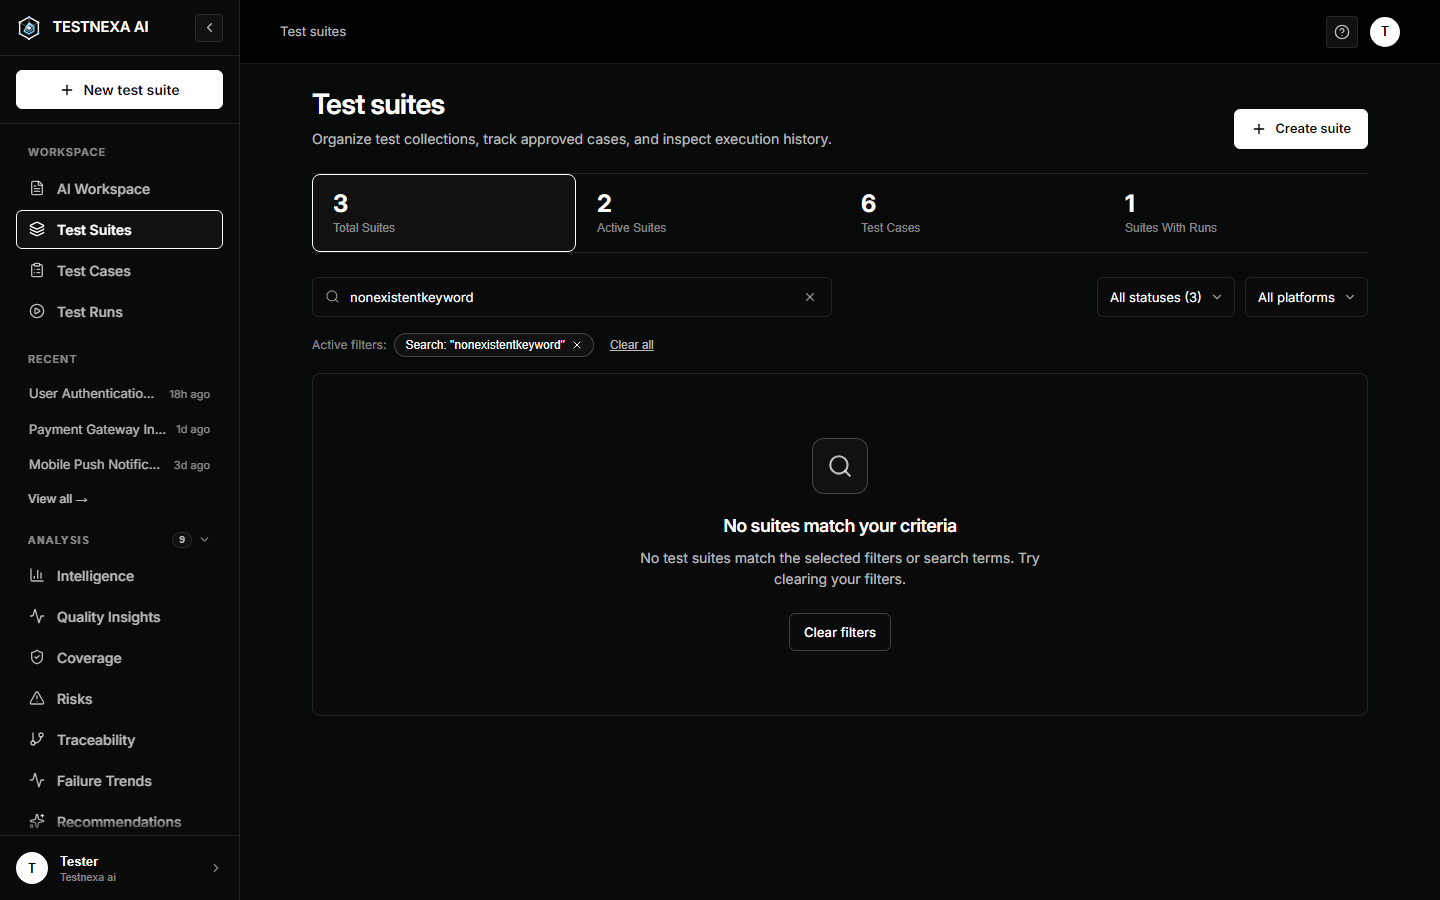 TESTNEXA AI
New test suite
WORKSPACE
AI Workspace
Test Suites
Test Cases
Test Runs
RECENT
User Authenticatio... 18h ago
Payment Gateway In... 1d ago
Mobile Push Notific... 3d ago
View all →
ANALYSIS 9
Intelligence
Quality Insights
Coverage
Risks
Traceability
Failure Trends
Recommendations
T
Tester
Testnexa ai
Test suites
T
Test suites
Organize test collections, track approved cases, and inspect execution history.
Create suite
3
Total Suites
2
Active Suites
6
Test Cases
1
Suites With Runs
nonexistentkeyword
All statuses (3)
All platforms
Active filters: Search: "nonexistentkeyword" Clear all
No suites match your criteria
No test suites match the selected filters or search terms. Try
clearing your filters.
Clear filters